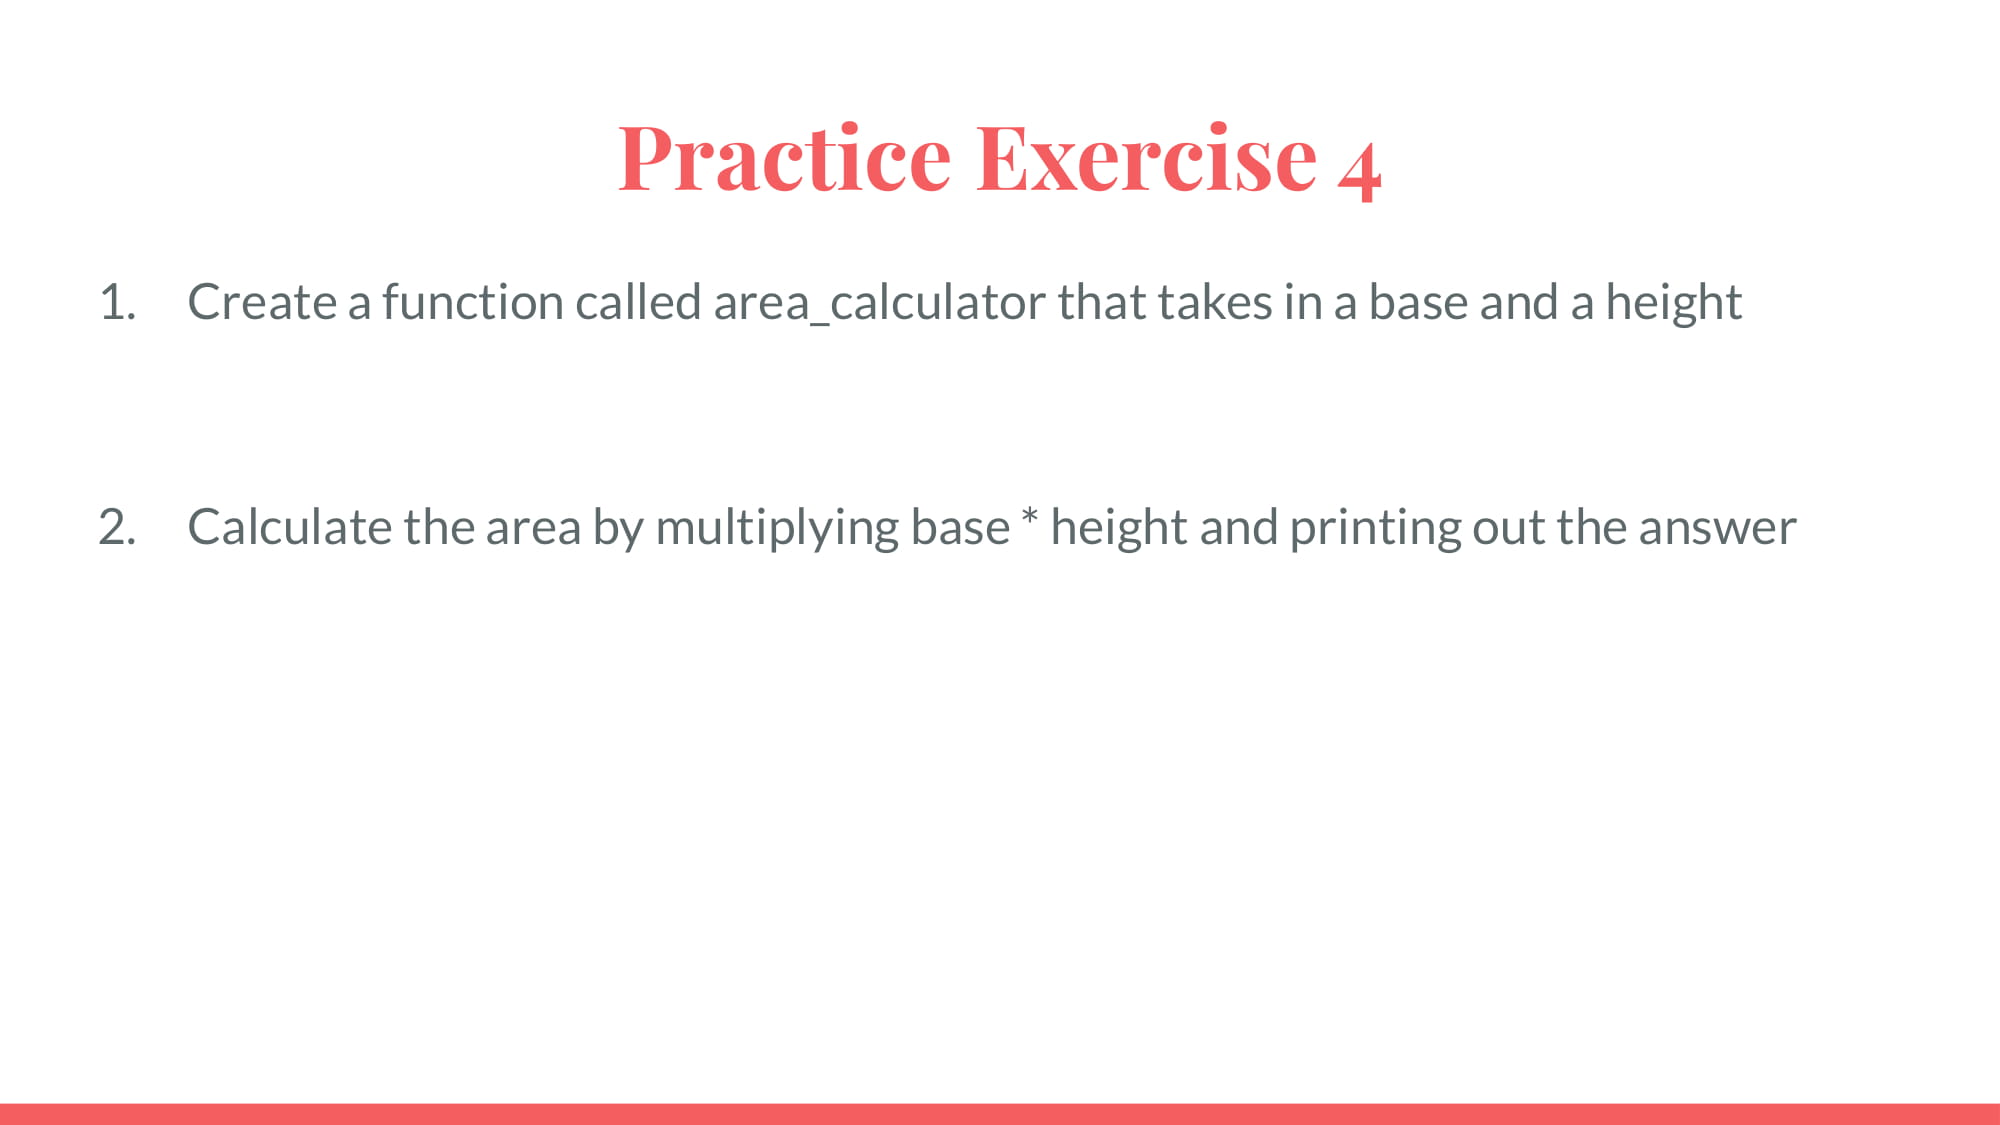 Practice Exercise 4
1. Create a function called area_calculator that takes in a base and a height
2. Calculate the area by multiplying base * height and printing out the answer